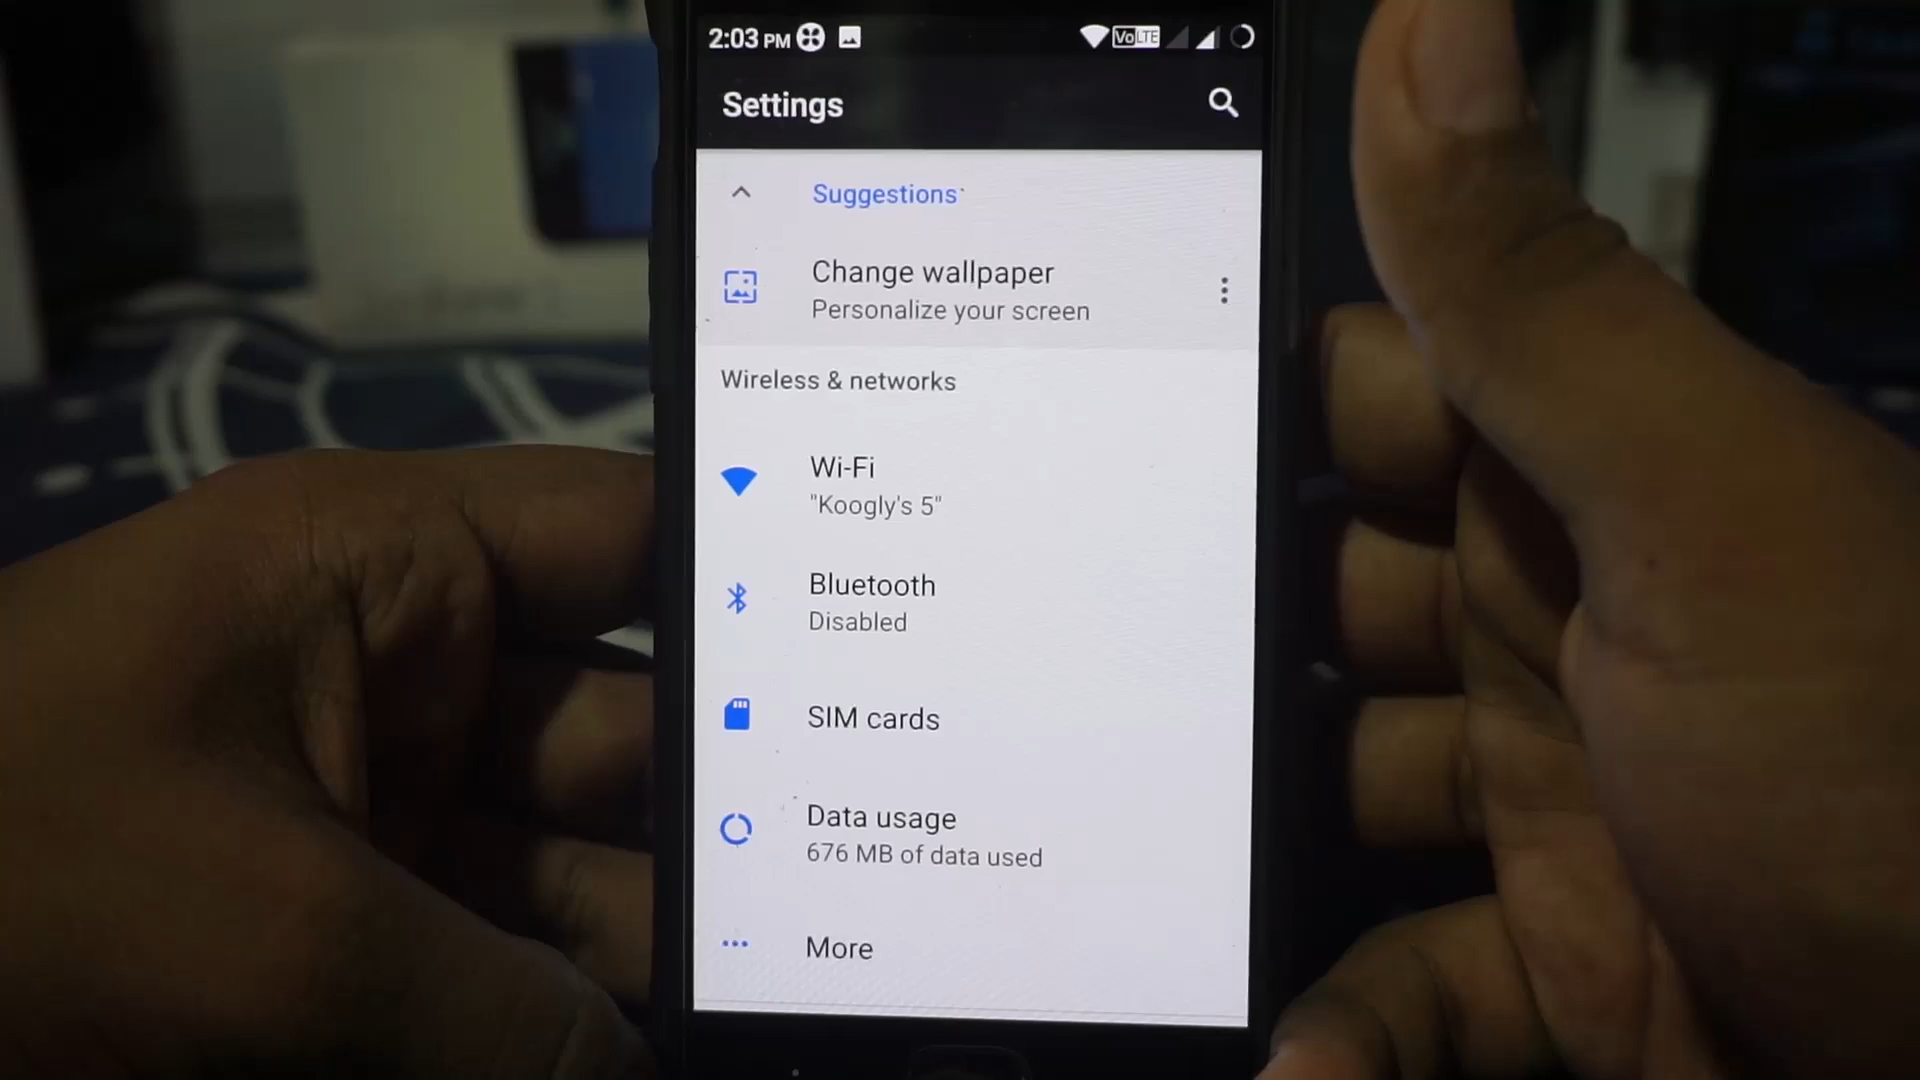 2:03 PM VoLTE
Settings
Suggestions
Change wallpaper
Personalize your screen
Wireless & networks
Wi-Fi
"Koogly's 5"
Bluetooth
Disabled
SIM cards
Data usage
676 MB of data used
More